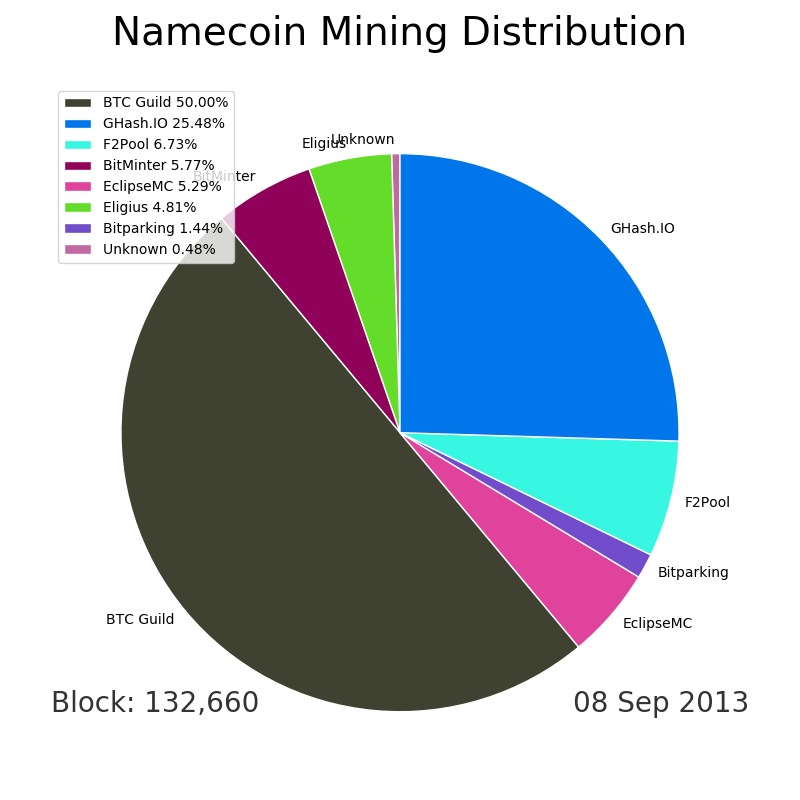 Namecoin Mining Distribution
BTC Guild 50.00%
GHash.IO 25.48%
F2Pool 6.73%
BitMinter 5.77%
EclipseMC 5.29%
Eligius 4.81%
Bitparking 1.44%
Unknown 0.48%
Unknown
Eligius
BitMinter
GHash.IO
F2Pool
Bitparking
EclipseMC
BTC Guild
Block: 132,660
08 Sep 2013